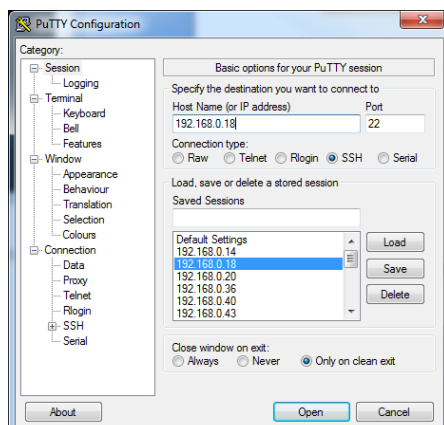 PuTTY Configuration
Category:
Session
Logging
Terminal
Keyboard
Bell
Features
Window
Appearance
Behaviour
Translation
Selection
Colours
Connection
Data
Proxy
Telnet
Rlogin
SSH
Serial
Basic options for your PuTTY session
Specify the destination you want to connect to
Host Name (or IP address) Port
192.168.0.18 22
Connection type:
Raw Telnet Rlogin SSH Serial
Load, save or delete a stored session
Saved Sessions
Default Settings
192.168.0.14
192.168.0.18
192.168.0.20
192.168.0.36
192.168.0.40
192.168.0.43
Load
Save
Delete
Close window on exit:
Always Never Only on clean exit
About Open Cancel